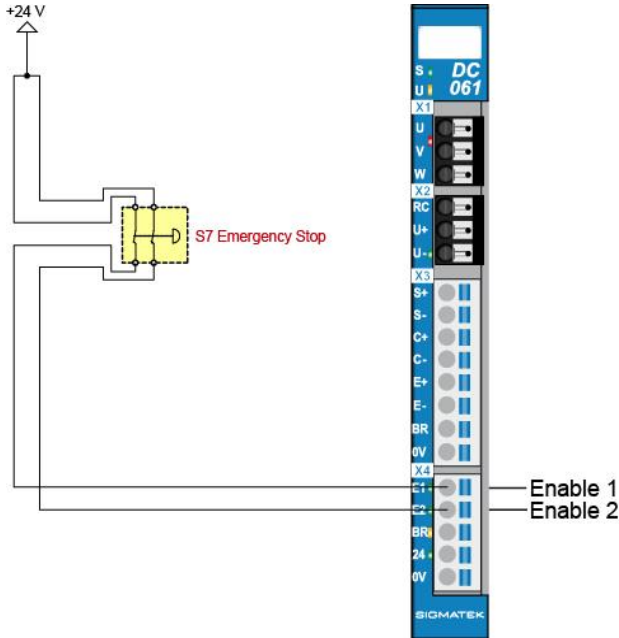 +24 V
S7 Emergency Stop
S
U
DC
061
X1
U
V
W
X2
RC
U+
U-
X3
S+
S-
C+
C-
E+
E-
BR
0V
X4
E1
E2
BR
24
0V
Enable 1
Enable 2
SIGMATEK